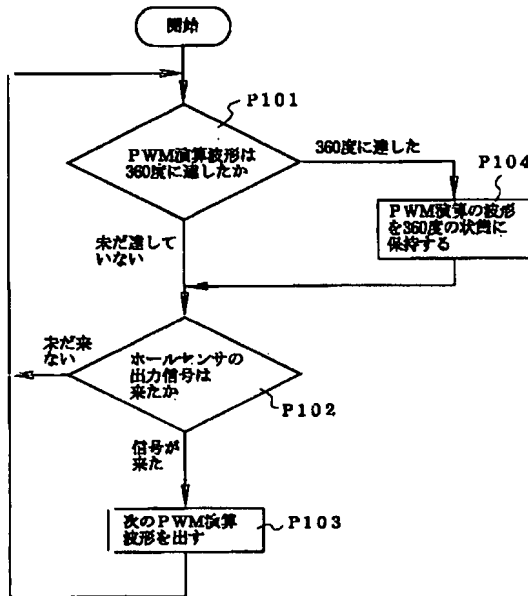 開始
P101
PWM演算波形は
360度に達したか
360度に達した
P104
PWM演算の波形
を360度の状態に
保持する
未だ達して
いない
未だ来
ない
ホールセンサの
出力信号は
来たか
P102
信号が
来た
次のPWM演算
波形を出す
P103